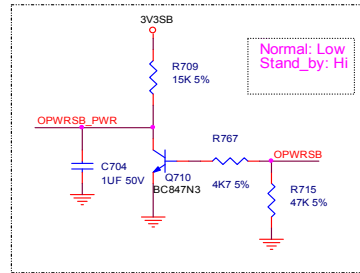 3V3SB
Normal: Low
Stand_by: Hi
R709
15K 5%
OPWRSB_PWR
R767
OPWRSB
C704
1UF 50V
Q710
BC847N3
4K7 5%
R715
47K 5%